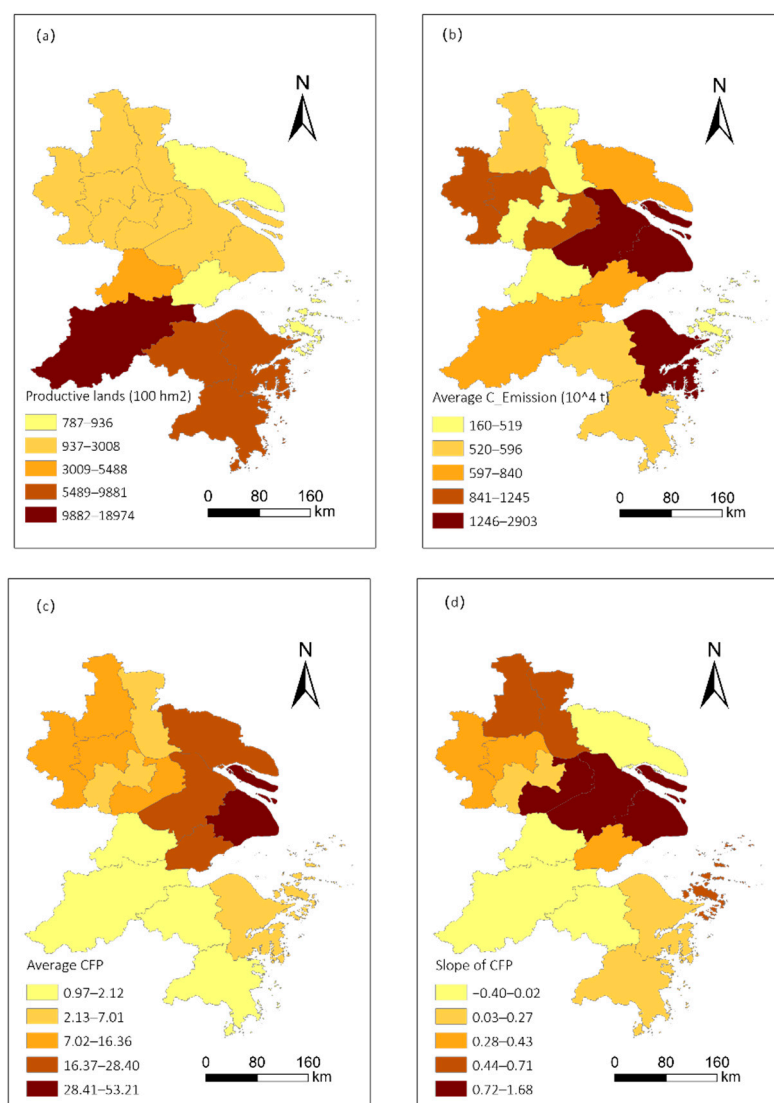 (a)
N
Productive lands (100 hm2)
787–936
937–3008
3009–5488
5489–9881
9882–18974
0 80 160
km
(b)
N
Average C_Emission (10^4 t)
160–519
520–596
597–840
841–1245
1246–2903
0 80 160
km
(c)
N
Average CFP
0.97–2.12
2.13–7.01
7.02–16.36
16.37–28.40
28.41–53.21
0 80 160
km
(d)
N
Slope of CFP
−0.40–0.02
0.03–0.27
0.28–0.43
0.44–0.71
0.72–1.68
0 80 160
km